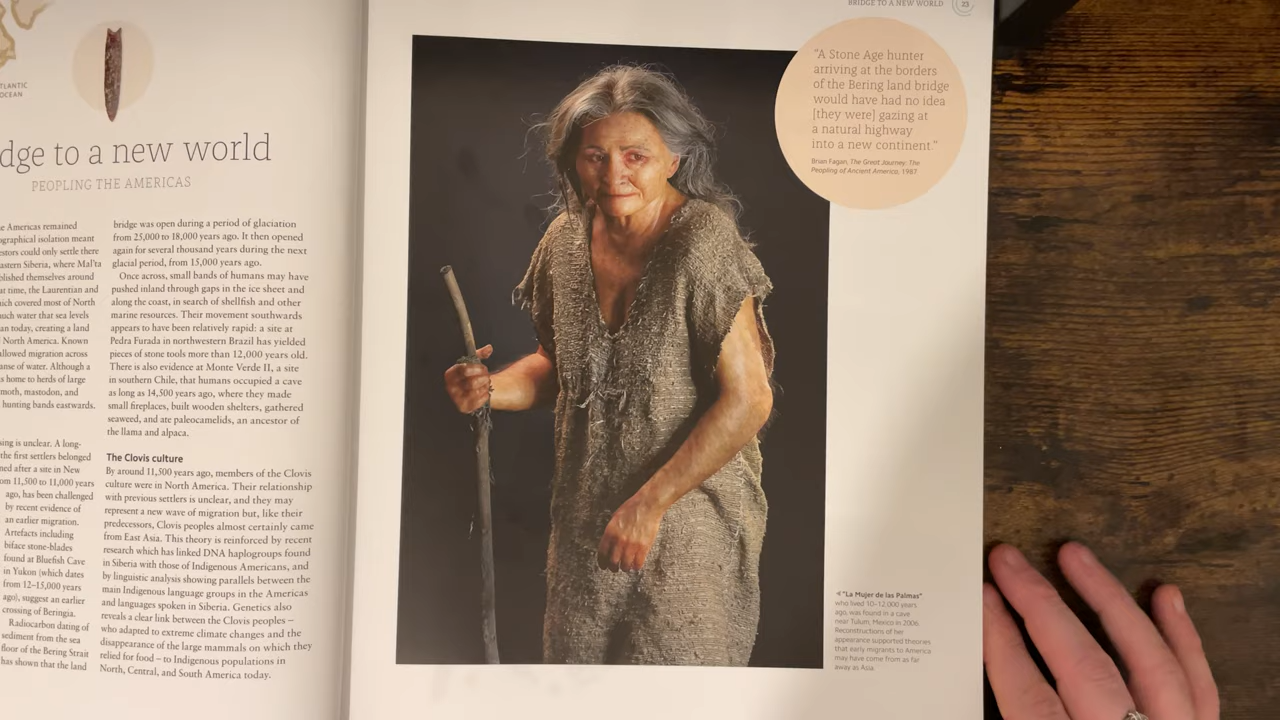 BRIDGE TO A NEW WORLD
23
TLANTIC
OCEAN
dge to a new world
PEOPLING THE AMERICAS
e Americas remained
ographical isolation meant
estors could only settle there
astern Siberia, where Mal'ta
blished themselves around
at time, the Laurentian and
ich covered most of North
uch water that sea levels
an today, creating a land
North America. Known
llowed migration across
anse of water. Although a
s home to herds of large
moth, mastodon, and
hunting bands eastwards.
sing is unclear. A long-
the first settlers belonged
ned after a site in New
om 11,500 to 11,000 years
ago, has been challenged
by recent evidence of
an earlier migration.
Artefacts including
biface stone-blades
found at Bluefish Cave
in Yukon (which dates
from 12–15,000 years
ago), suggest an earlier
crossing of Beringia.
Radiocarbon dating of
sediment from the sea
floor of the Bering Strait
has shown that the land
bridge was open during a period of glaciation
from 25,000 to 18,000 years ago. It then opened
again for several thousand years during the next
glacial period, from 15,000 years ago.
Once across, small bands of humans may have
pushed inland through gaps in the ice sheet and
along the coast, in search of shellfish and other
marine resources. Their movement southwards
appears to have been relatively rapid: a site at
Pedra Furada in northwestern Brazil has yielded
pieces of stone tools more than 12,000 years old.
There is also evidence at Monte Verde II, a site
in southern Chile, that humans occupied a cave
as long as 14,500 years ago, where they made
small fireplaces, built wooden shelters, gathered
seaweed, and ate paleocamelids, an ancestor of
the llama and alpaca.
The Clovis culture
By around 11,500 years ago, members of the Clovis
culture were in North America. Their relationship
with previous settlers is unclear, and they may
represent a new wave of migration but, like their
predecessors, Clovis peoples almost certainly came
from East Asia. This theory is reinforced by recent
research which has linked DNA haplogroups found
in Siberia with those of Indigenous Americans, and
by linguistic analysis showing parallels between the
main Indigenous language groups in the Americas
and languages spoken in Siberia. Genetics also
reveals a clear link between the Clovis peoples –
who adapted to extreme climate changes and the
disappearance of the large mammals on which they
relied for food – to Indigenous populations in
North, Central, and South America today.
"A Stone Age hunter
arriving at the borders
of the Bering land bridge
would have had no idea
[they were] gazing at
a natural highway
into a new continent."
Brian Fagan, The Great Journey: The
Peopling of Ancient America, 1987
◀ "La Mujer de las Palmas"
who lived 10–12,000 years
ago, was found in a cave
near Tulum, Mexico in 2006.
Reconstructions of her
appearance supported theories
that early migrants to America
may have come from as far
away as Asia.